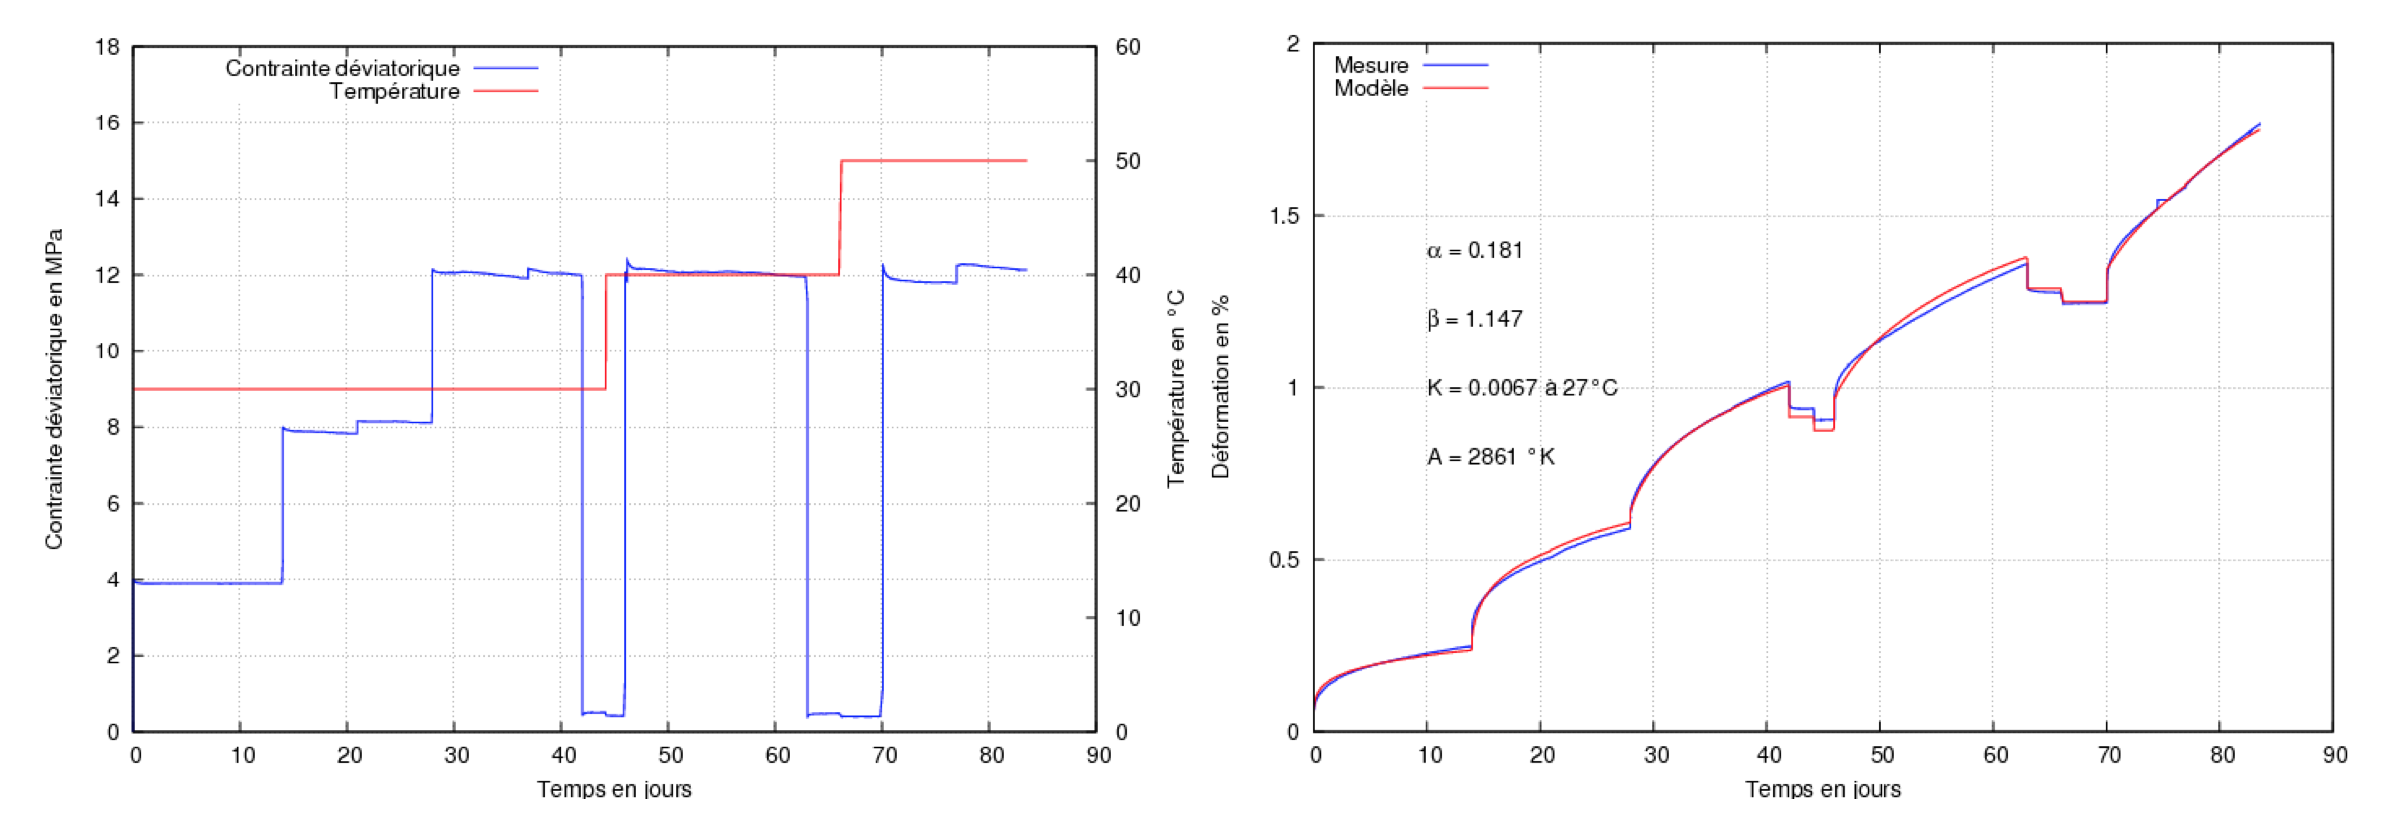 Contrainte déviatorique
Température
18
16
14
12
10
8
6
4
2
0
60
50
40
30
20
10
0
0 10 20 30 40 50 60 70 80 90
Contrainte déviatorique en MPa
Température en °C
Temps en jours
Mesure
Modèle
2
1.5
1
0.5
0
α = 0.181
β = 1.147
K = 0.0067 à 27°C
A = 2861 °K
0 10 20 30 40 50 60 70 80 90
Déformation en %
Temps en jours